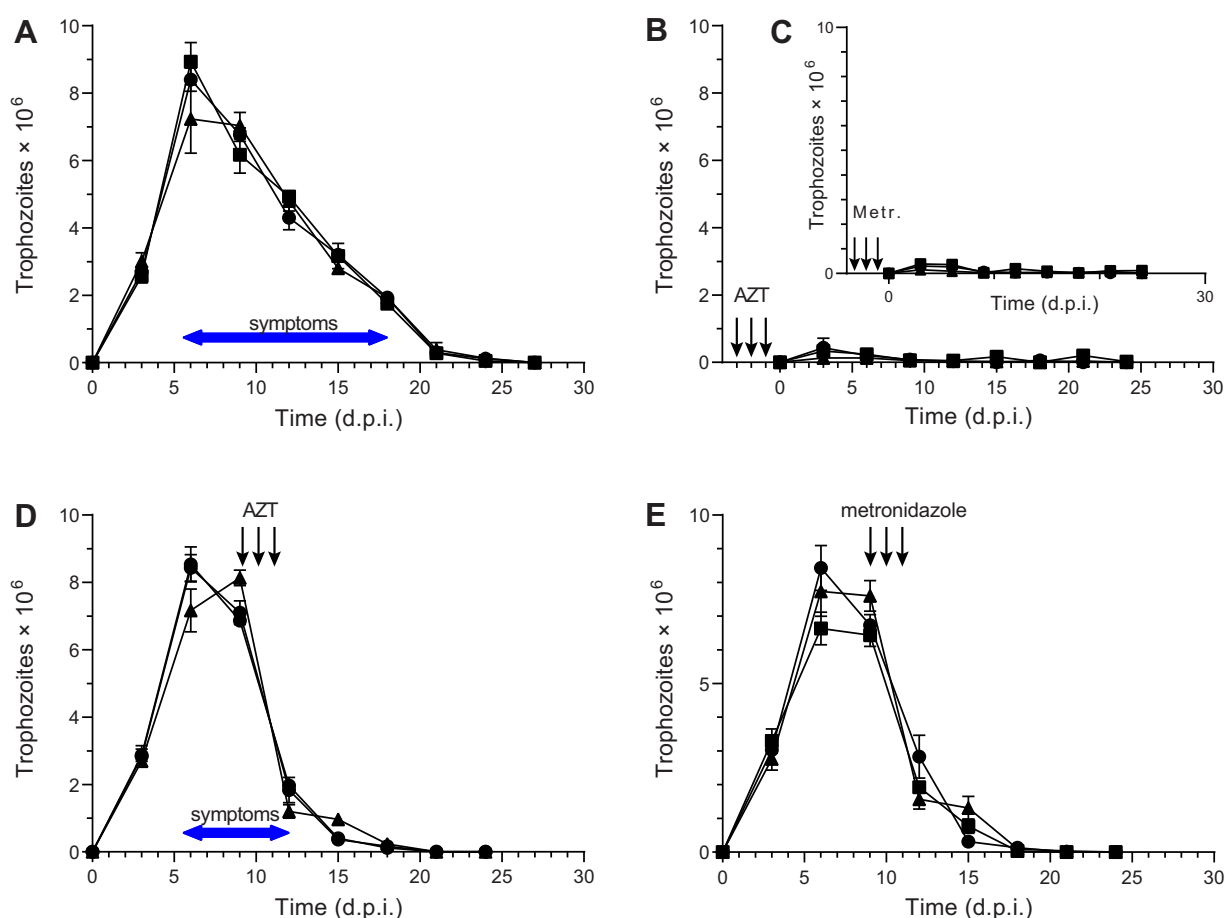 A
Trophozoites × 10⁶
10
8
6
4
2
0
symptoms
0 5 10 15 20 25 30
Time (d.p.i.)
B
Trophozoites × 10⁶
10
8
6
4
2
0
AZT
0 5 10 15 20 25 30
Time (d.p.i.)
C
Trophozoites × 10⁶
10
0
Metr.
0 30
Time (d.p.i.)
D
Trophozoites × 10⁶
10
8
6
4
2
0
AZT
symptoms
0 5 10 15 20 25 30
Time (d.p.i.)
E
Trophozoites × 10⁶
10
5
0
metronidazole
0 5 10 15 20 25 30
Time (d.p.i.)